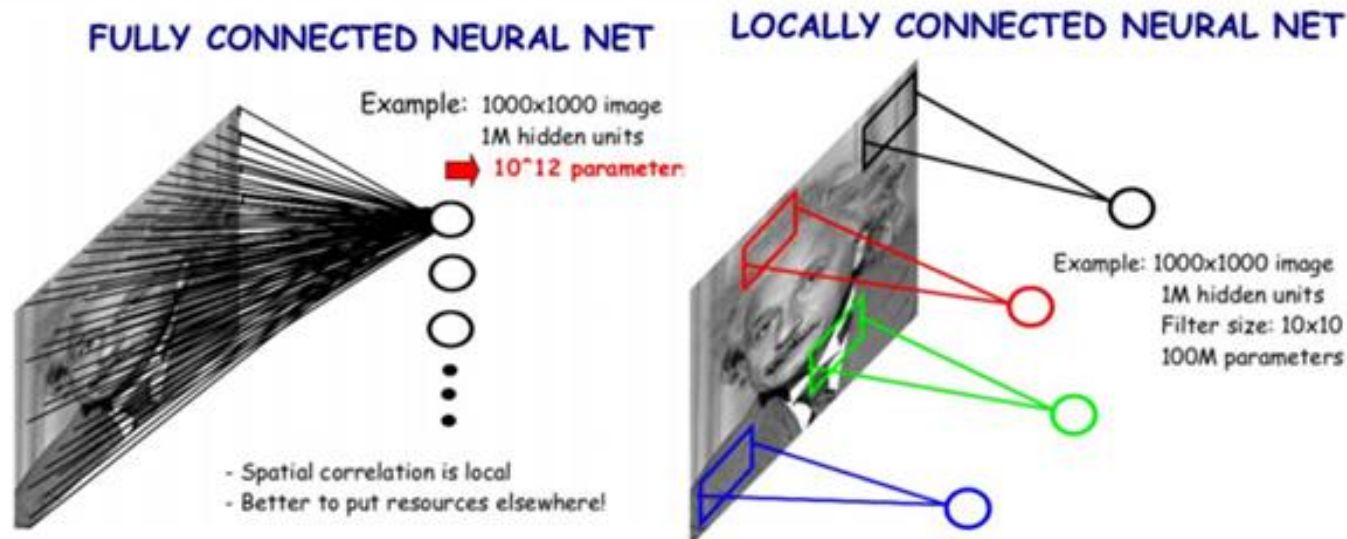 FULLY CONNECTED NEURAL NET
Example: 1000x1000 image
1M hidden units
10^12 parameter:
- Spatial correlation is local
- Better to put resources elsewhere!
LOCALLY CONNECTED NEURAL NET
Example: 1000x1000 image
1M hidden units
Filter size: 10x10
100M parameters